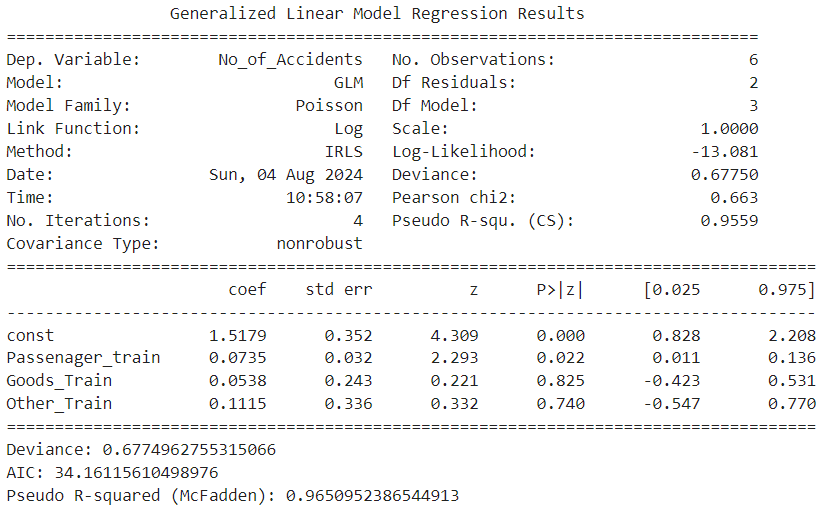 Generalized Linear Model Regression Results
==============================================================================
Dep. Variable: No_of_Accidents No. Observations: 6
Model: GLM Df Residuals: 2
Model Family: Poisson Df Model: 3
Link Function: Log Scale: 1.0000
Method: IRLS Log-Likelihood: -13.081
Date: Sun, 04 Aug 2024 Deviance: 0.67750
Time: 10:58:07 Pearson chi2: 0.663
No. Iterations: 4 Pseudo R-squ. (CS): 0.9559
Covariance Type: nonrobust
====================================================================================
coef std err z P>|z| [0.025 0.975]
------------------------------------------------------------------------------------
const 1.5179 0.352 4.309 0.000 0.828 2.208
Passenager_train 0.0735 0.032 2.293 0.022 0.011 0.136
Goods_Train 0.0538 0.243 0.221 0.825 -0.423 0.531
Other_Train 0.1115 0.336 0.332 0.740 -0.547 0.770
====================================================================================
Deviance: 0.6774962755315066
AIC: 34.16115610498976
Pseudo R-squared (McFadden): 0.9650952386544913